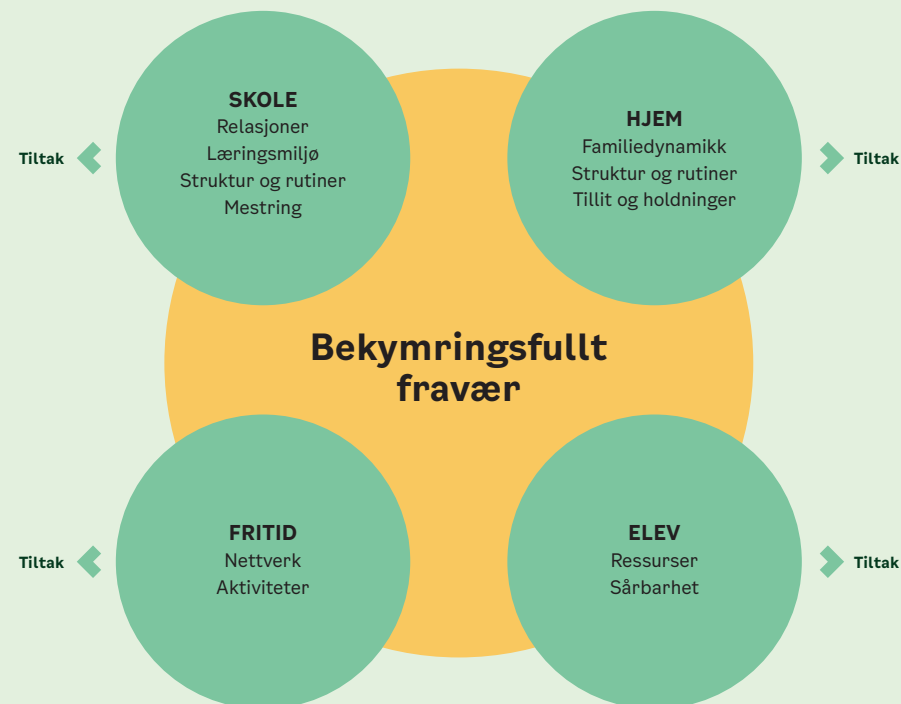 SKOLE
Relasjoner
Læringsmiljø
Struktur og rutiner
Mestring
Tiltak
HJEM
Familiedynamikk
Struktur og rutiner
Tillit og holdninger
Tiltak
Bekymringsfullt
fravær
FRITID
Nettverk
Aktiviteter
Tiltak
ELEV
Ressurser
Sårbarhet
Tiltak